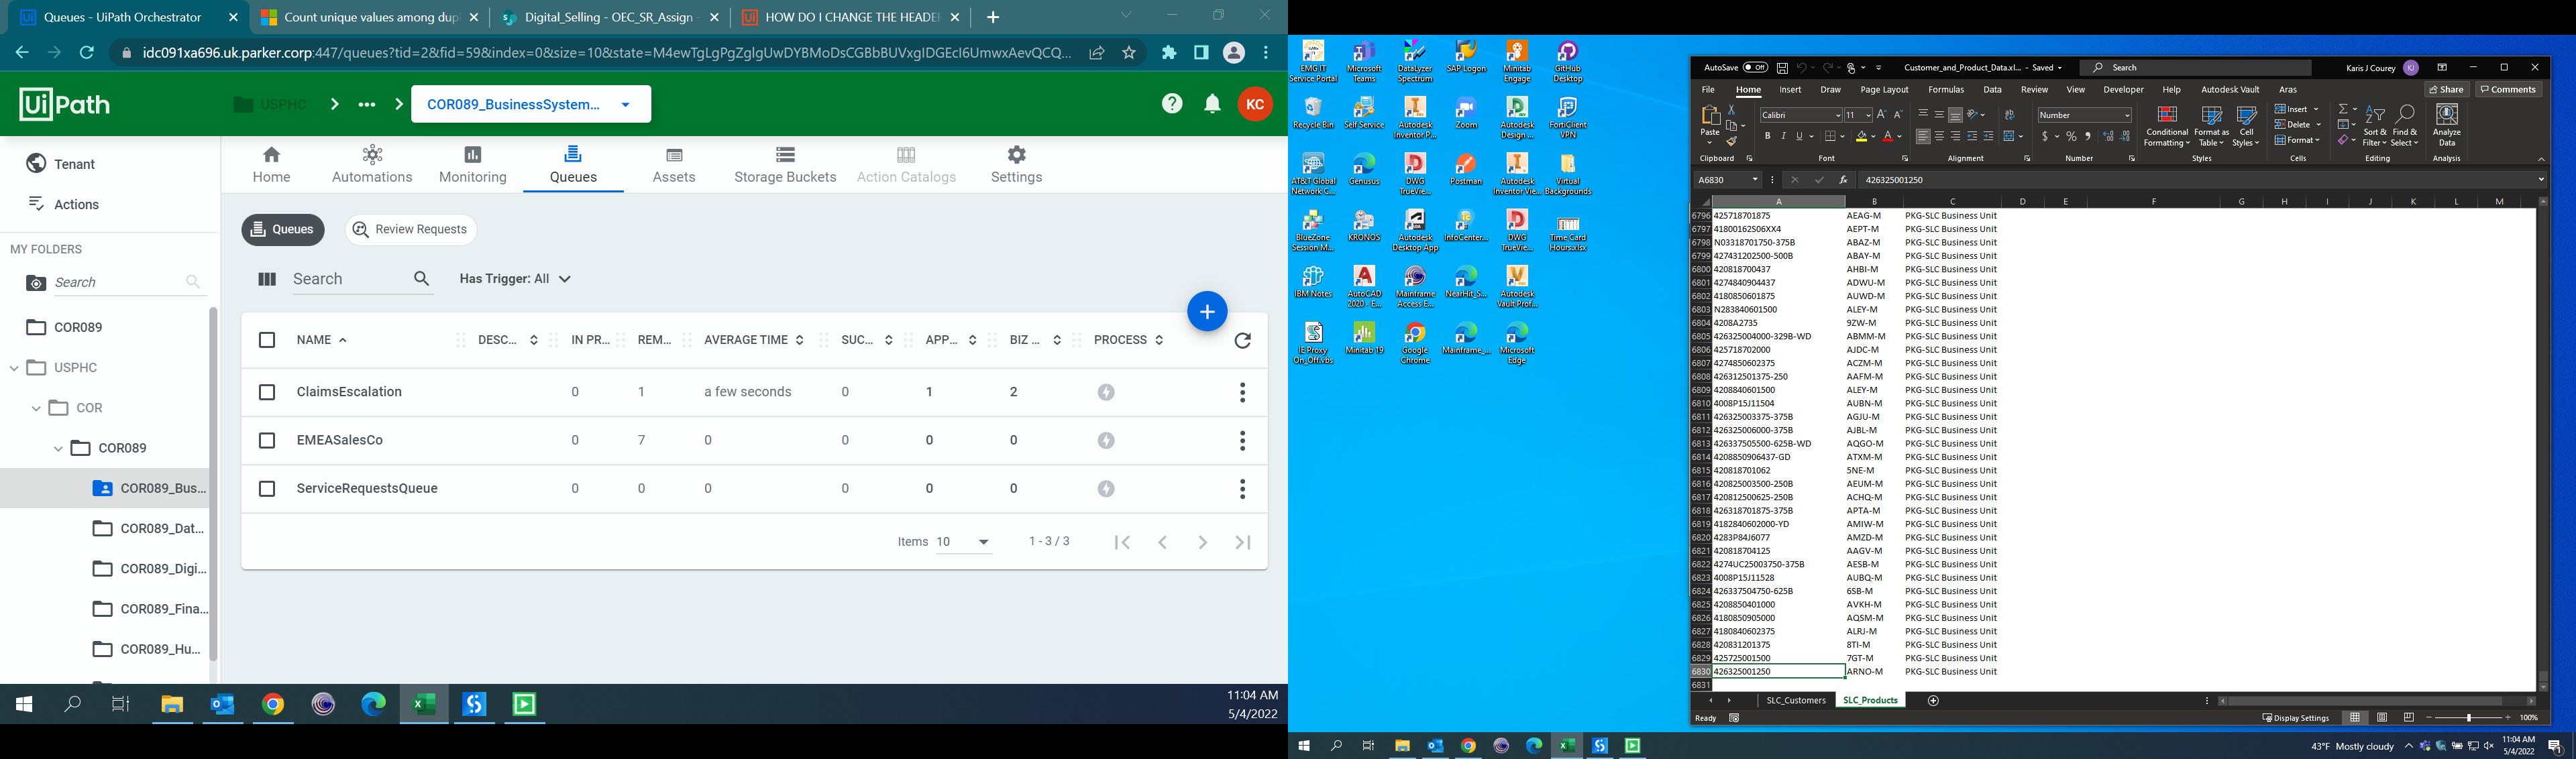 Queues - UiPath Orchestrator
Count unique values among dup
Digital_Selling - OEC_SR_Assign
HOW DO I CHANGE THE HEADER
idc091xa696.uk.parker.corp:447/queues?tid=2&fid=59&index=0&size=10&state=
UiPath
USPHC
COR089_BusinessSystem...
KC
Tenant
Actions
MY FOLDERS
Search
COR089
USPHC
COR
COR089
COR089_Bus...
COR089_Dat...
COR089_Digi...
COR089_Fina...
COR089_Hu...
Home
Automations
Monitoring
Queues
Assets
Storage Buckets
Action Catalogs
Settings
Queues
Review Requests
Search
Has Trigger: All
NAME DESC... IN PR... REM... AVERAGE TIME SUC... APP... BIZ ... PROCESS
ClaimsEscalation 0 1 a few seconds 0 1 2
EMEASalesCo 0 7 0 0 0 0
ServiceRequestsQueue 0 0 0 0 0 0
Items 10 1 - 3 / 3
11:04 AM
5/4/2022
EMG IT Service Portal
Microsoft Teams
DataLyzer Spectrum
SAP Logon
Minitab Engage
GitHub Desktop
Recycle Bin
Self Service
Autodesk Inventor P...
Zoom
Autodesk Design ...
FortiClient VPN
AT&T Global Network C...
Genusus
DWG TrueVie...
Postman
Autodesk Inventor Vie...
Virtual Backgrounds
BlueZone Session M...
KRONOS
Autodesk Desktop App
InfoCenter...
DWG TrueVie...
Time Card Hours.xlsx
IBM Notes
AutoCAD 2020 - E...
Mainframe Access E...
NearHit_S...
Autodesk Vault Prof...
IE Proxy On_Off.vbs
Minitab 19
Google Chrome
Mainframe_...
Microsoft Edge
AutoSave Off
Customer_and_Product_Data.xl... - Saved
Search
Karis J Courey
KJ
File Home Insert Draw Page Layout Formulas Data Review View Developer Help Autodesk Vault Aras
Share
Comments
Paste
Calibri 11
Number
Conditional Formatting
Format as Table
Cell Styles
Insert
Delete
Format
Sort & Filter
Find & Select
Analyze Data
Clipboard Font Alignment Number Styles Cells Editing Analysis
A6830
426325001250
A B C D E F G H I J K L M
6796 425718701875 AEAG-M PKG-SLC Business Unit
6797 41800162506XX4 AEPT-M PKG-SLC Business Unit
6798 N03318701750-375B ABAZ-M PKG-SLC Business Unit
6799 427431202500-500B ABAY-M PKG-SLC Business Unit
6800 420818700437 AHBI-M PKG-SLC Business Unit
6801 4274840904437 ADWU-M PKG-SLC Business Unit
6802 4180850601875 AUWD-M PKG-SLC Business Unit
6803 N283840601500 ALEY-M PKG-SLC Business Unit
6804 4208A2735 9ZW-M PKG-SLC Business Unit
6805 426325004000-329B-WD ABMM-M PKG-SLC Business Unit
6806 425718702000 AJDC-M PKG-SLC Business Unit
6807 4274850602375 ACZM-M PKG-SLC Business Unit
6808 426312501375-250 AAFM-M PKG-SLC Business Unit
6809 4208840601500 ALEY-M PKG-SLC Business Unit
6810 4008P15J11504 AUBN-M PKG-SLC Business Unit
6811 426325003375-375B AGJU-M PKG-SLC Business Unit
6812 426325006000-375B AJBL-M PKG-SLC Business Unit
6813 426337505500-625B-WD AQGO-M PKG-SLC Business Unit
6814 4208850906437-GD ATXM-M PKG-SLC Business Unit
6815 420818701062 5NE-M PKG-SLC Business Unit
6816 420825003500-250B AEUM-M PKG-SLC Business Unit
6817 420812500625-250B ACHQ-M PKG-SLC Business Unit
6818 426318701875-375B APTA-M PKG-SLC Business Unit
6819 4182840602000-YD AMIW-M PKG-SLC Business Unit
6820 4283P84J6077 AMZD-M PKG-SLC Business Unit
6821 420818704125 AAGV-M PKG-SLC Business Unit
6822 4274UC25003750-375B AESB-M PKG-SLC Business Unit
6823 4008P15J11528 AUBQ-M PKG-SLC Business Unit
6824 426337504750-625B 6SB-M PKG-SLC Business Unit
6825 4208850401000 AVKH-M PKG-SLC Business Unit
6826 4180850905000 AQSM-M PKG-SLC Business Unit
6827 4180840602375 ALRJ-M PKG-SLC Business Unit
6828 420831201375 8TI-M PKG-SLC Business Unit
6829 425725001500 7GT-M PKG-SLC Business Unit
6830 426325001250 ARNO-M PKG-SLC Business Unit
6831
SLC_Customers SLC_Products
Ready
Display Settings
100%
43°F Mostly cloudy
11:04 AM
5/4/2022